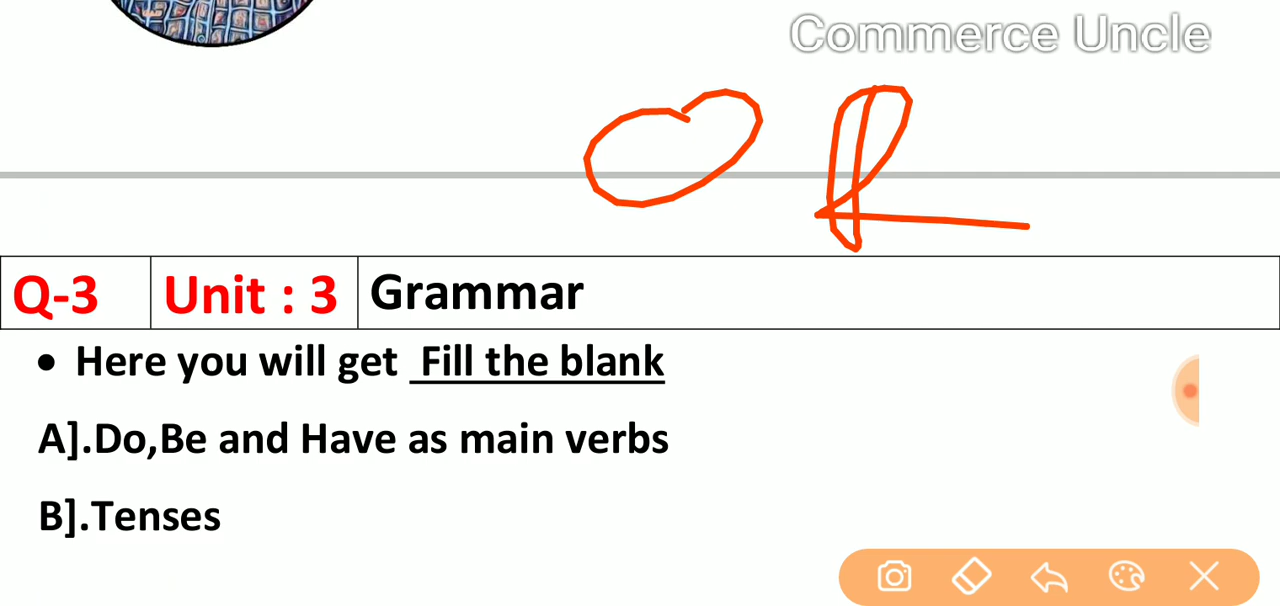 Commerce Uncle
OR
Q-3 Unit : 3 Grammar
• Here you will get Fill the blank
A].Do,Be and Have as main verbs
B].Tenses